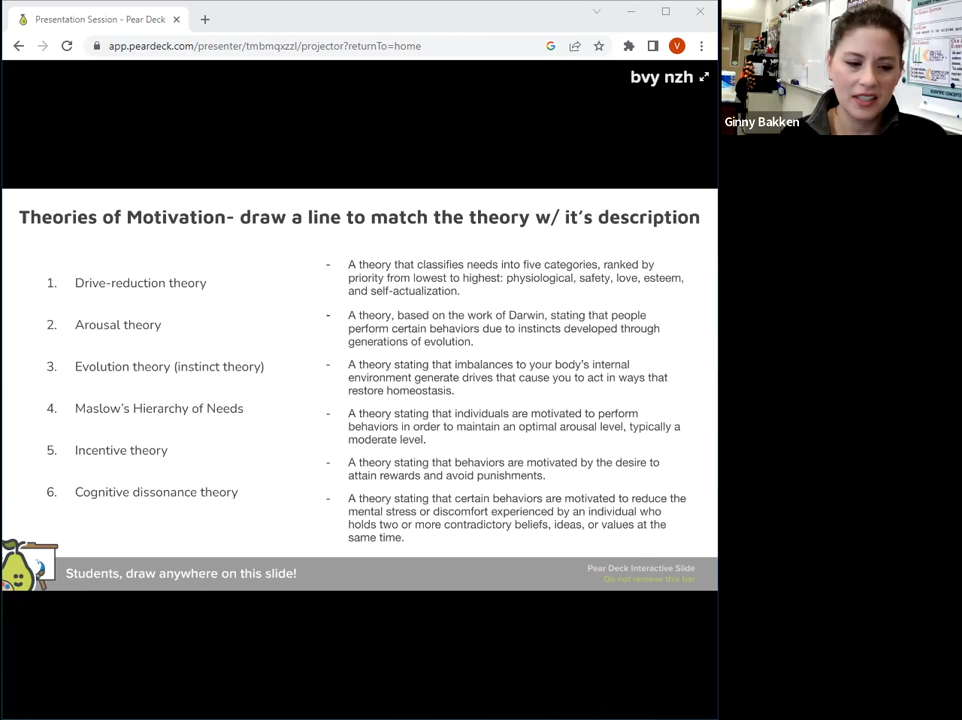 Presentation Session - Pear Deck
app.peardeck.com/presenter/tmbmqxzzl/projector?returnTo=home
V
bvy nzh
Ginny Bakken
Theories of Motivation- draw a line to match the theory w/ it's description
1. Drive-reduction theory
2. Arousal theory
3. Evolution theory (instinct theory)
4. Maslow's Hierarchy of Needs
5. Incentive theory
6. Cognitive dissonance theory
- A theory that classifies needs into five categories, ranked by
priority from lowest to highest: physiological, safety, love, esteem,
and self-actualization.
- A theory, based on the work of Darwin, stating that people
perform certain behaviors due to instincts developed through
generations of evolution.
- A theory stating that imbalances to your body's internal
environment generate drives that cause you to act in ways that
restore homeostasis.
- A theory stating that individuals are motivated to perform
behaviors in order to maintain an optimal arousal level, typically a
moderate level.
- A theory stating that behaviors are motivated by the desire to
attain rewards and avoid punishments.
- A theory stating that certain behaviors are motivated to reduce the
mental stress or discomfort experienced by an individual who
holds two or more contradictory beliefs, ideas, or values at the
same time.
Students, draw anywhere on this slide!
Pear Deck Interactive Slide
Do not remove this bar